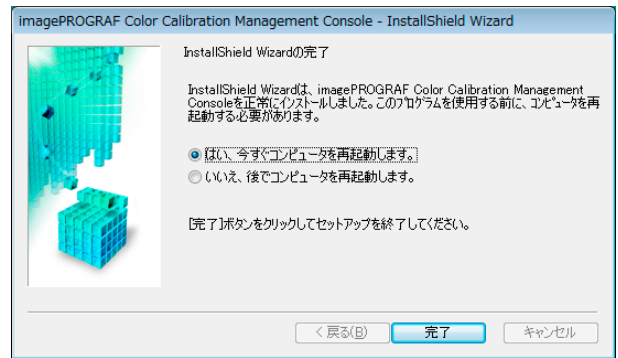 imagePROGRAF Color Calibration Management Console - InstallShield Wizard
InstallShield Wizardの完了
InstallShield Wizardは、imagePROGRAF Color Calibration Management
Consoleを正常にインストールしました。このプログラムを使用する前に、コンピュータを再
起動する必要があります。
はい、今すぐコンピュータを再起動します。
いいえ、後でコンピュータを再起動します。
[完了]ボタンをクリックしてセットアップを終了してください。
< 戻る(B)
完了
キャンセル